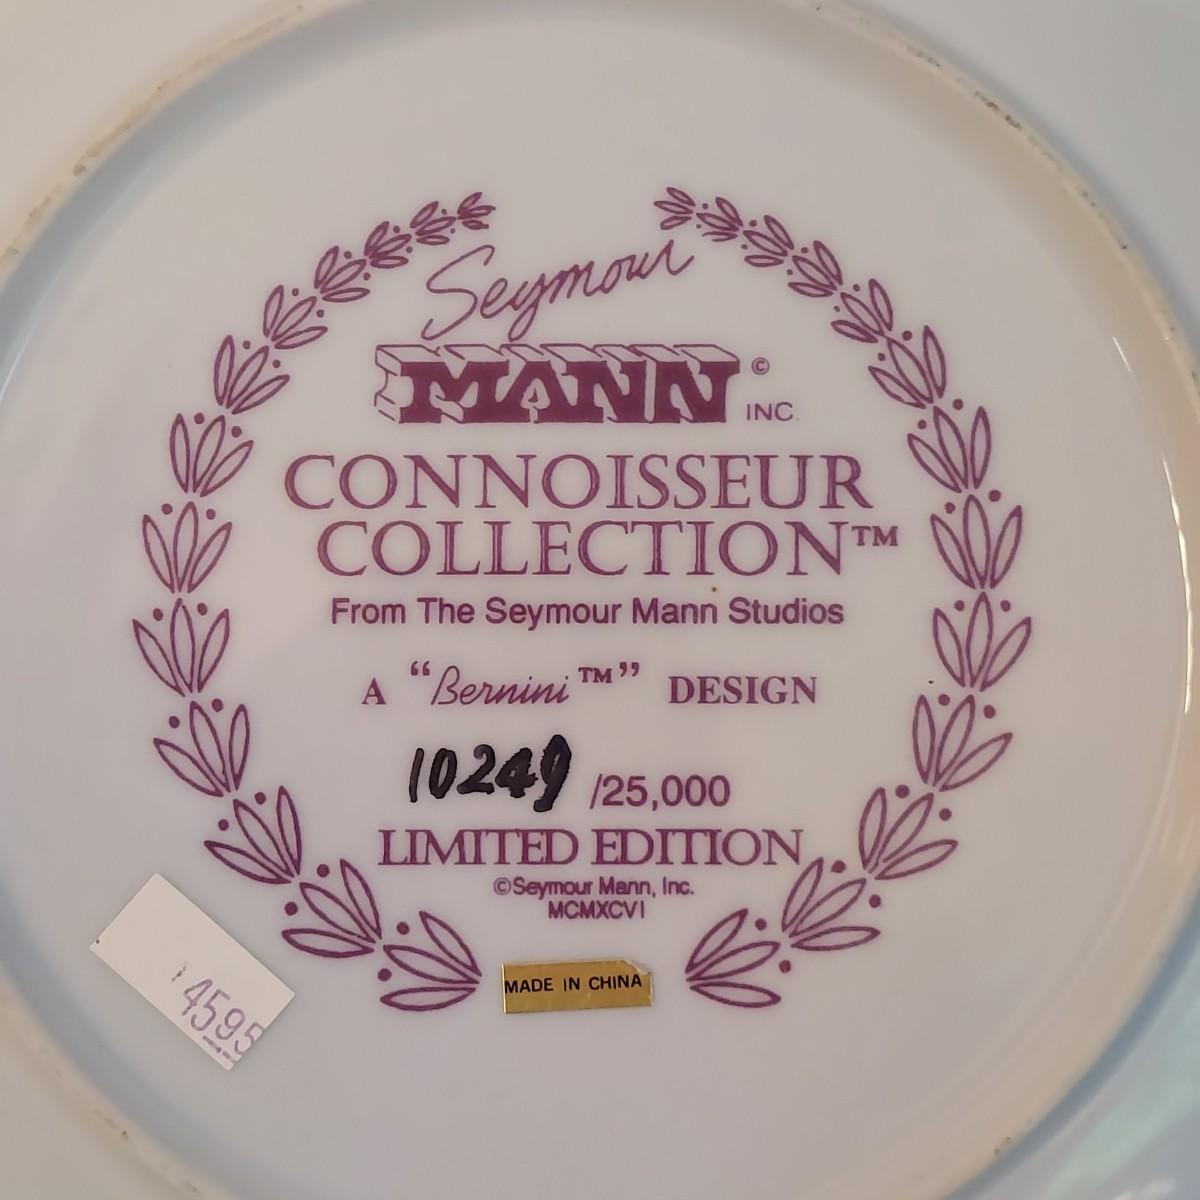 Seymour
MANN © INC.
CONNOISSEUR
COLLECTION™
From The Seymour Mann Studios
A “Bernini™” DESIGN
10249 /25,000
LIMITED EDITION
©Seymour Mann, Inc.
MCMXCVI
MADE IN CHINA
4595